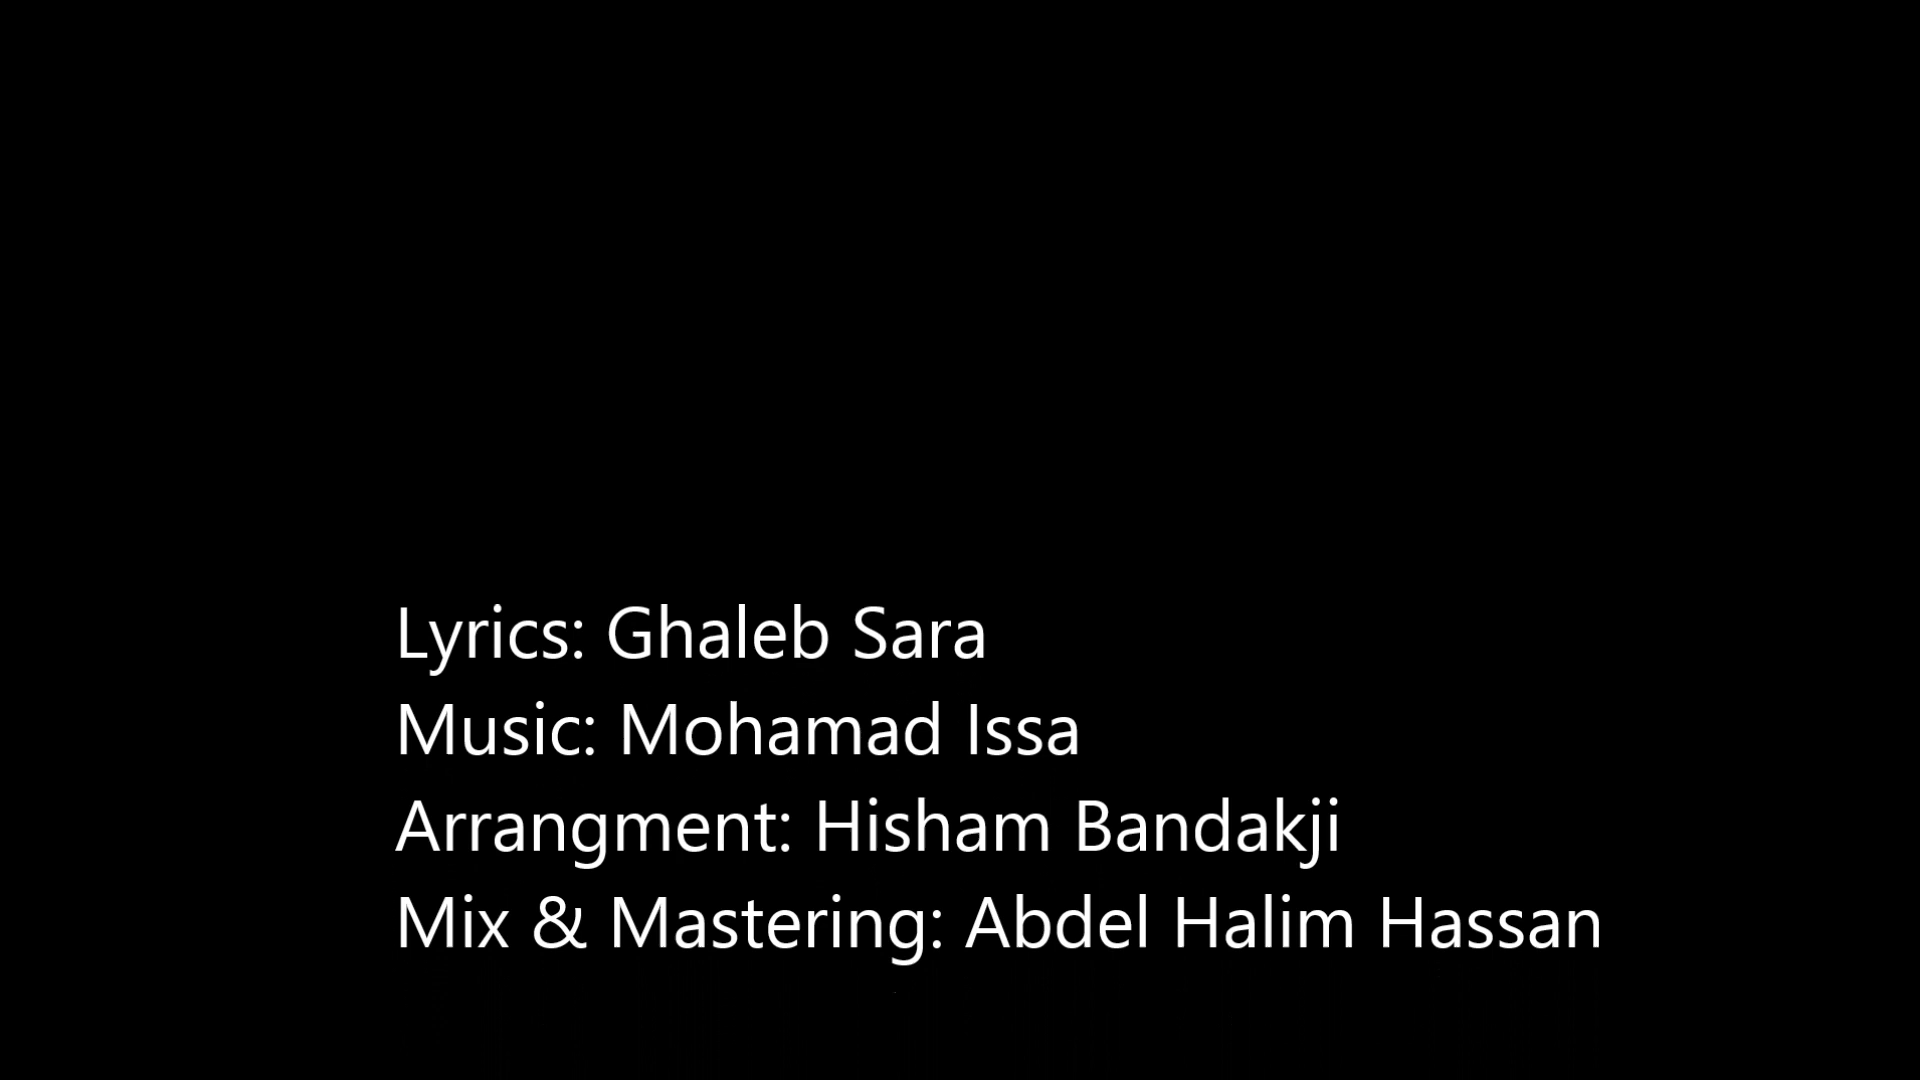 Lyrics: Ghaleb Sara
Music: Mohamad Issa
Arrangment: Hisham Bandakji
Mix & Mastering: Abdel Halim Hassan